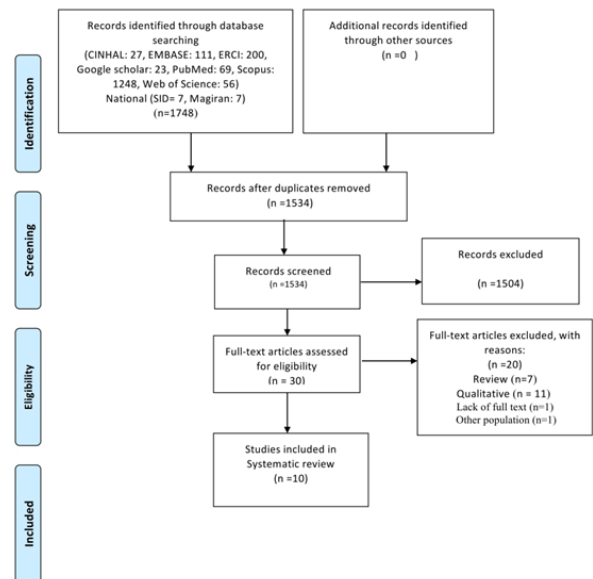 Records identified through database
searching
(CINHAL: 27, EMBASE: 111, ERCI: 200,
Google scholar: 23, PubMed: 69, Scopus:
1248, Web of Science: 56)
National (SID= 7, Magiran: 7)
(n=1748)
Additional records identified
through other sources
(n =0 )
Identification
Records after duplicates removed
(n =1534)
Screening
Records screened
(n =1534)
Records excluded
(n =1504)
Eligibility
Full-text articles assessed
for eligibility
(n = 30)
Full-text articles excluded, with
reasons:
(n =20)
Review (n=7)
Qualitative (n = 11)
Lack of full text (n=1)
Other population (n=1)
Studies included in
Systematic review
(n =10)
Included